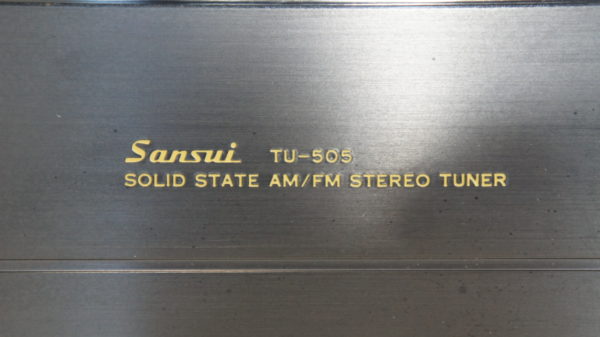 Sansui TU-505
SOLID STATE AM/FM STEREO TUNER